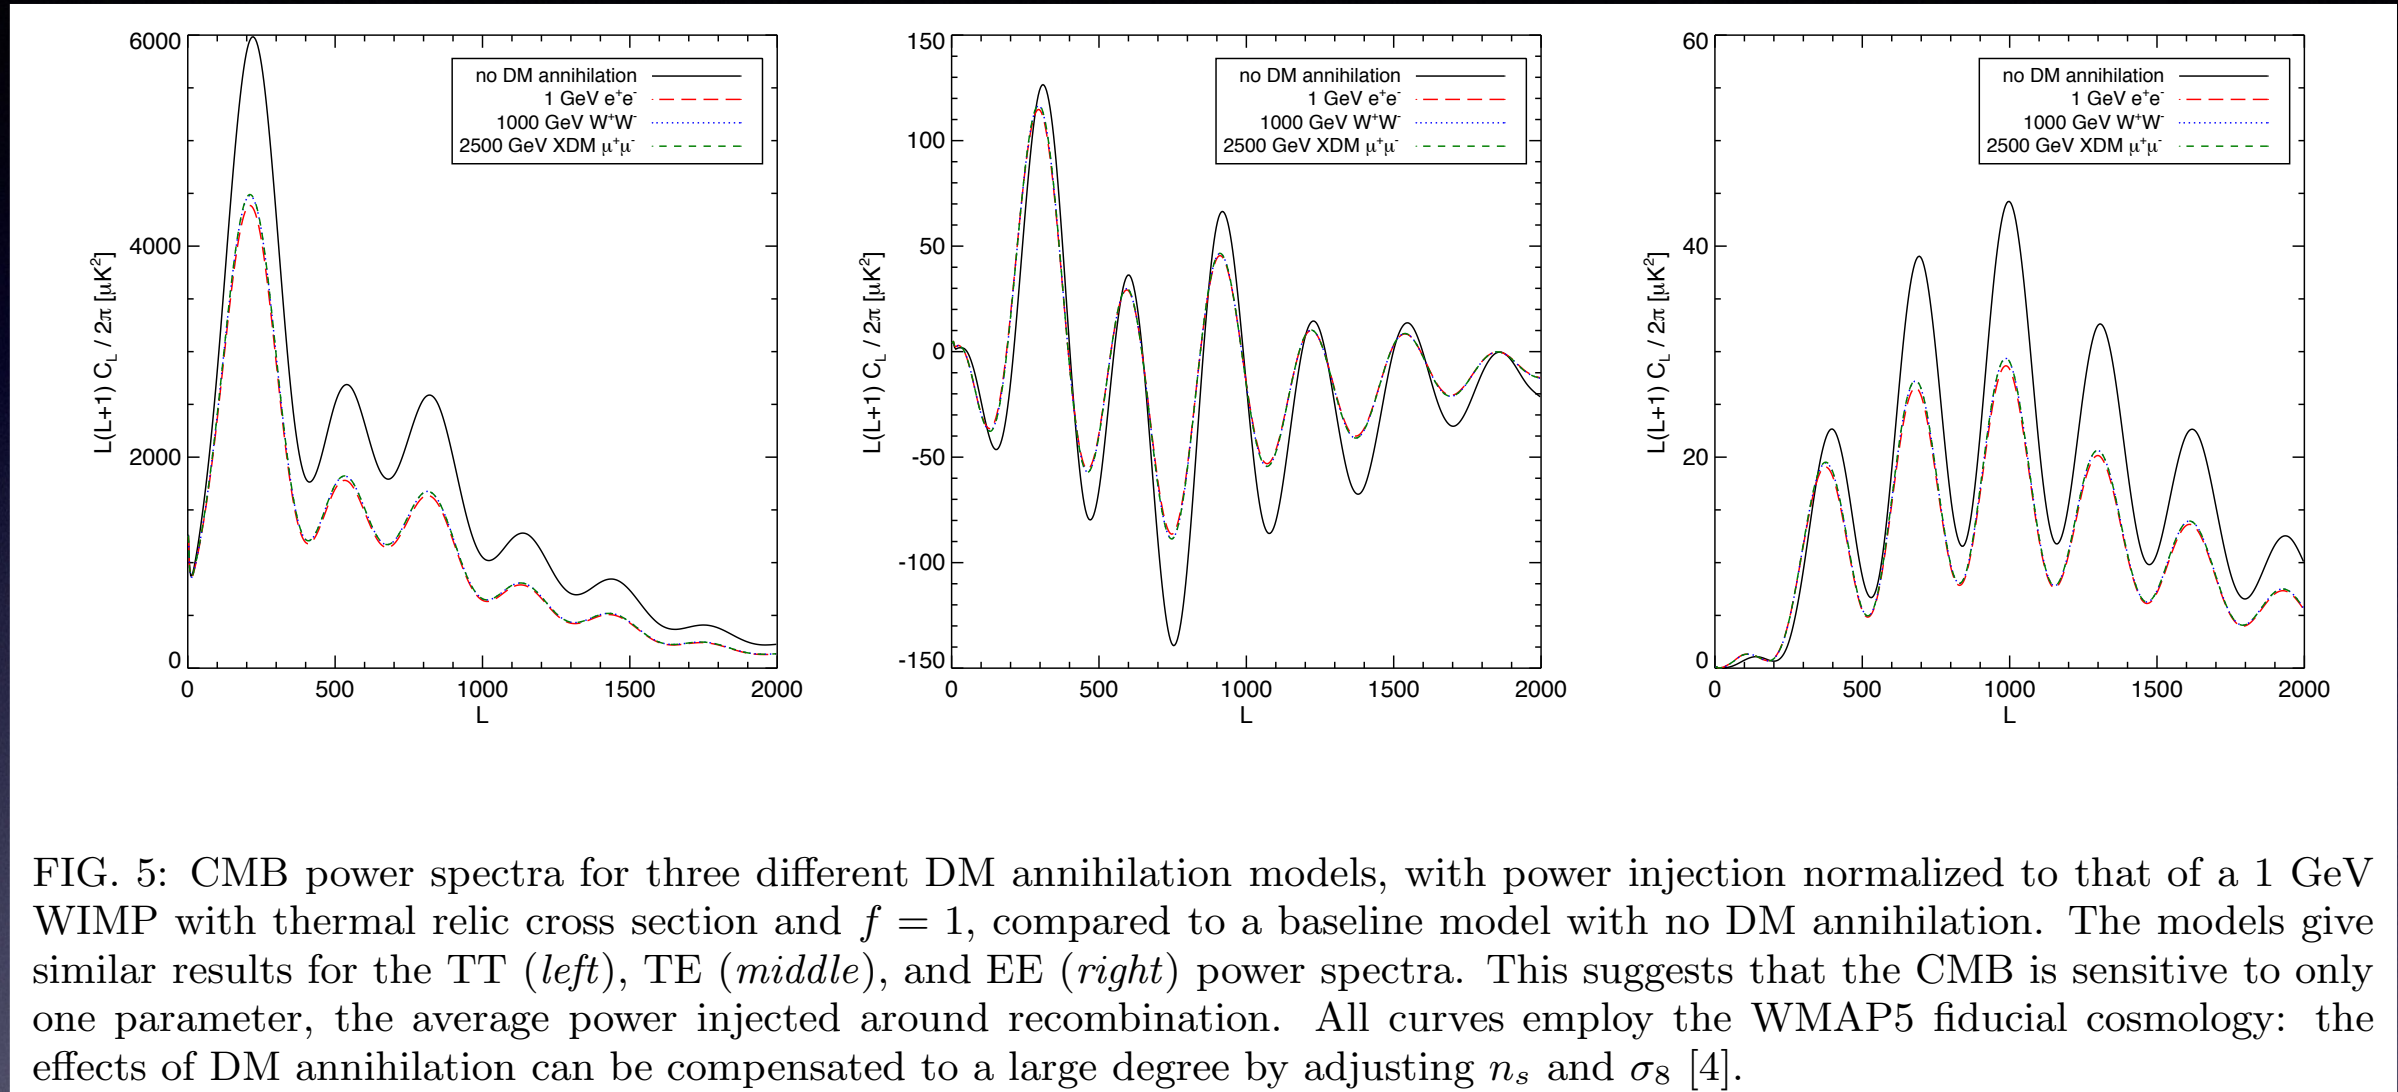 6000
4000
2000
0
0
500
1000
1500
2000
L
L(L+1) C_L / 2π [μK²]
no DM annihilation
1 GeV e⁺e⁻
1000 GeV W⁺W⁻
2500 GeV XDM μ⁺μ⁻
150
100
50
0
-50
-100
-150
0
500
1000
1500
2000
L
L(L+1) C_L / 2π [μK²]
no DM annihilation
1 GeV e⁺e⁻
1000 GeV W⁺W⁻
2500 GeV XDM μ⁺μ⁻
60
40
20
0
0
500
1000
1500
2000
L
L(L+1) C_L / 2π [μK²]
no DM annihilation
1 GeV e⁺e⁻
1000 GeV W⁺W⁻
2500 GeV XDM μ⁺μ⁻
FIG. 5: CMB power spectra for three different DM annihilation models, with power injection normalized to that of a 1 GeV
WIMP with thermal relic cross section and f = 1, compared to a baseline model with no DM annihilation. The models give
similar results for the TT (left), TE (middle), and EE (right) power spectra. This suggests that the CMB is sensitive to only
one parameter, the average power injected around recombination. All curves employ the WMAP5 fiducial cosmology: the
effects of DM annihilation can be compensated to a large degree by adjusting n_s and σ₈ [4].